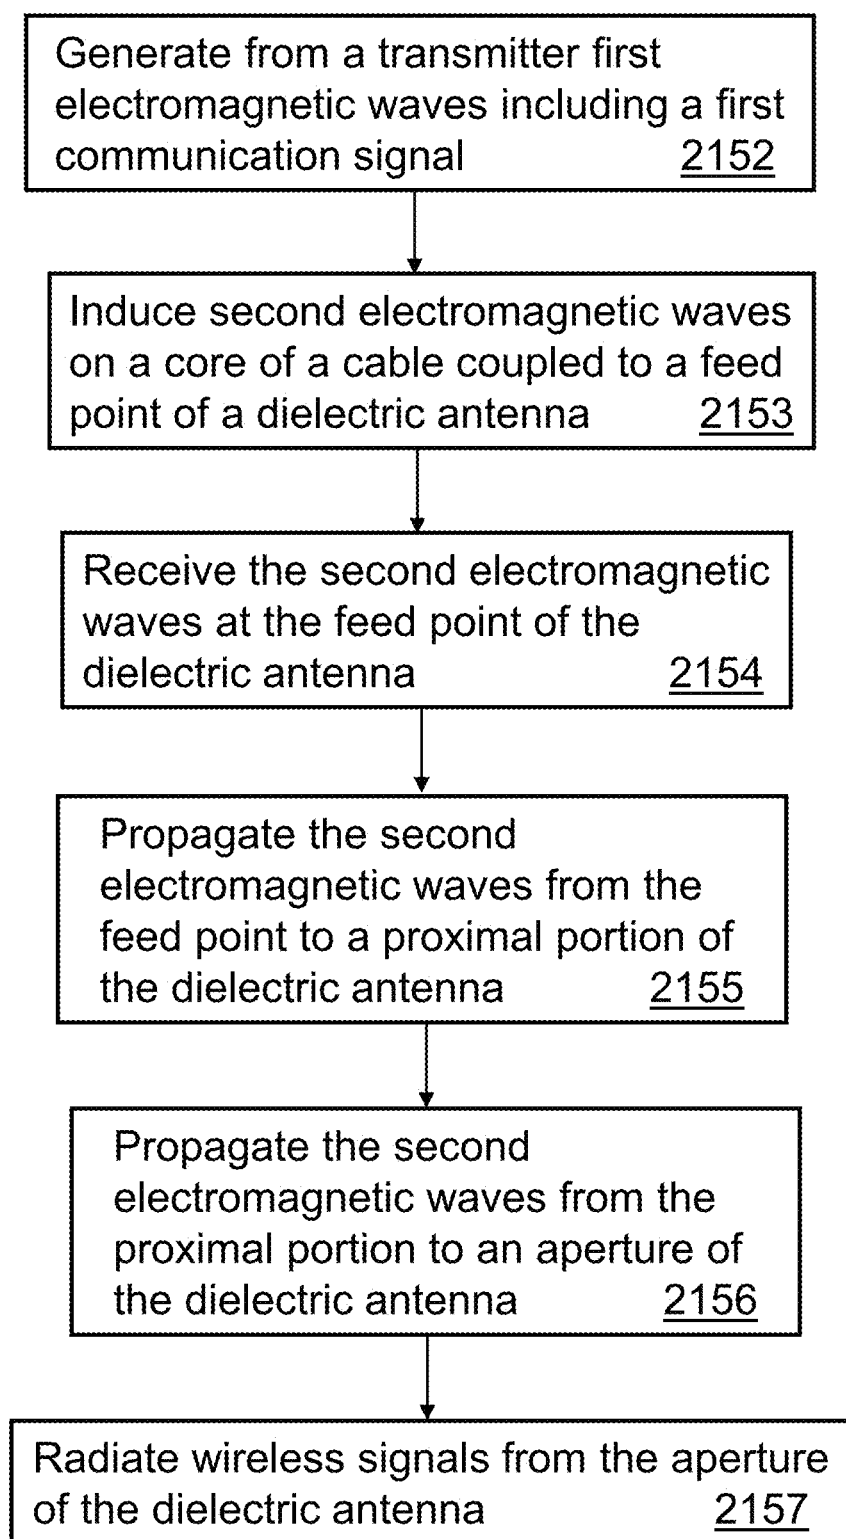 Generate from a transmitter first
electromagnetic waves including a first
communication signal 2152
Induce second electromagnetic waves
on a core of a cable coupled to a feed
point of a dielectric antenna 2153
Receive the second electromagnetic
waves at the feed point of the
dielectric antenna 2154
Propagate the second
electromagnetic waves from the
feed point to a proximal portion of
the dielectric antenna 2155
Propagate the second
electromagnetic waves from the
proximal portion to an aperture of
the dielectric antenna 2156
Radiate wireless signals from the aperture
of the dielectric antenna 2157